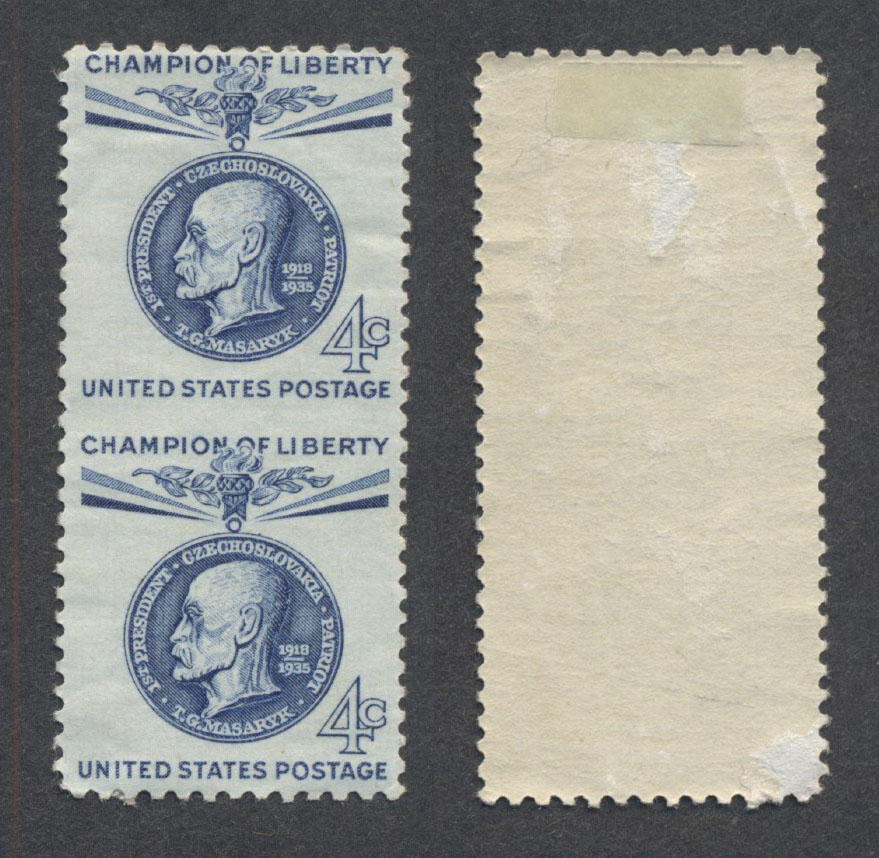 CHAMPION OF LIBERTY
1ST PRESIDENT · CZECHOSLOVAKIA · PATRIOT · T.G. MASARYK ·
1918
1935
4c
UNITED STATES POSTAGE
CHAMPION OF LIBERTY
1ST PRESIDENT · CZECHOSLOVAKIA · PATRIOT · T.G. MASARYK ·
1918
1935
4c
UNITED STATES POSTAGE